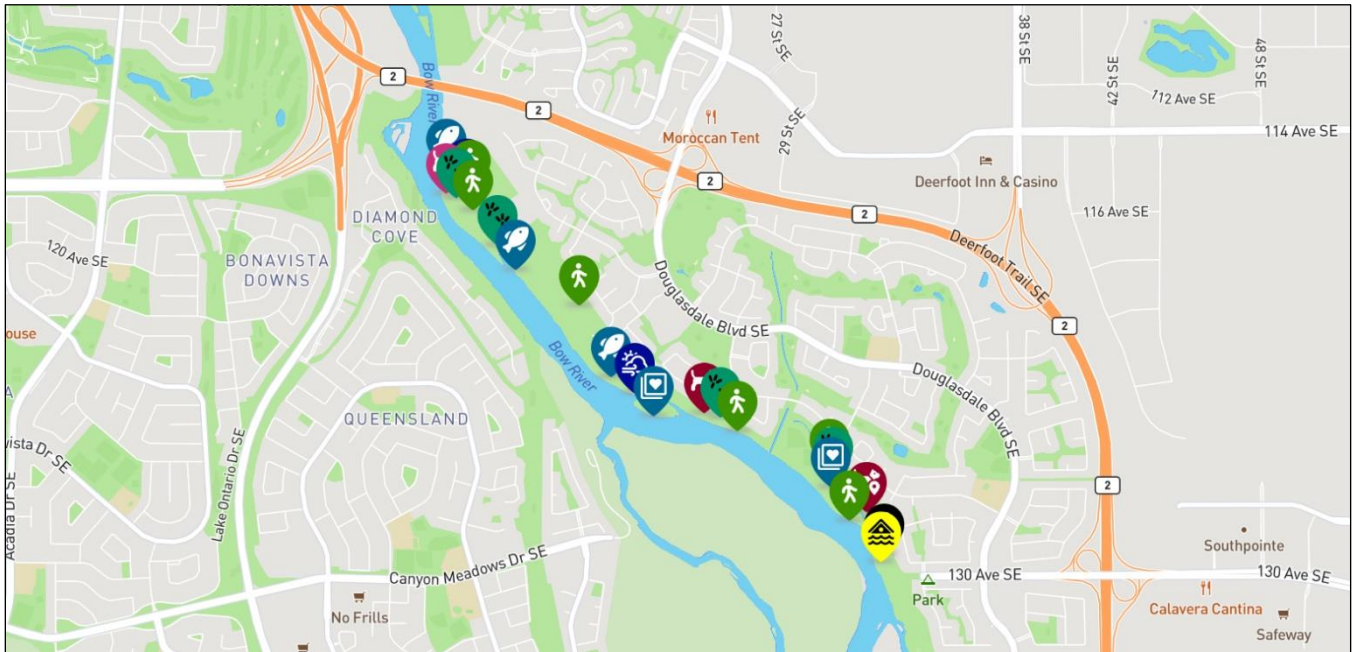 27 St SE
38 St SE
48 St SE
42 St SE
112 Ave SE
2
Bow River
2
Moroccan Tent
29 St SE
114 Ave SE
Deerfoot Inn & Casino
2
116 Ave SE
2
DIAMOND
COVE
120 Ave SE
BONAVISTA
DOWNS
Deerfoot Trail SE
Douglasdale Blvd SE
2
ouse
Bow River
Douglasdale Blvd SE
QUEENSLAND
A
vista Dr SE
Lake Ontario Dr SE
Acadia Dr SE
2
Southpointe
Canyon Meadows Dr SE
130 Ave SE
130 Ave SE
Park
No Frills
Calavera Cantina
Safeway